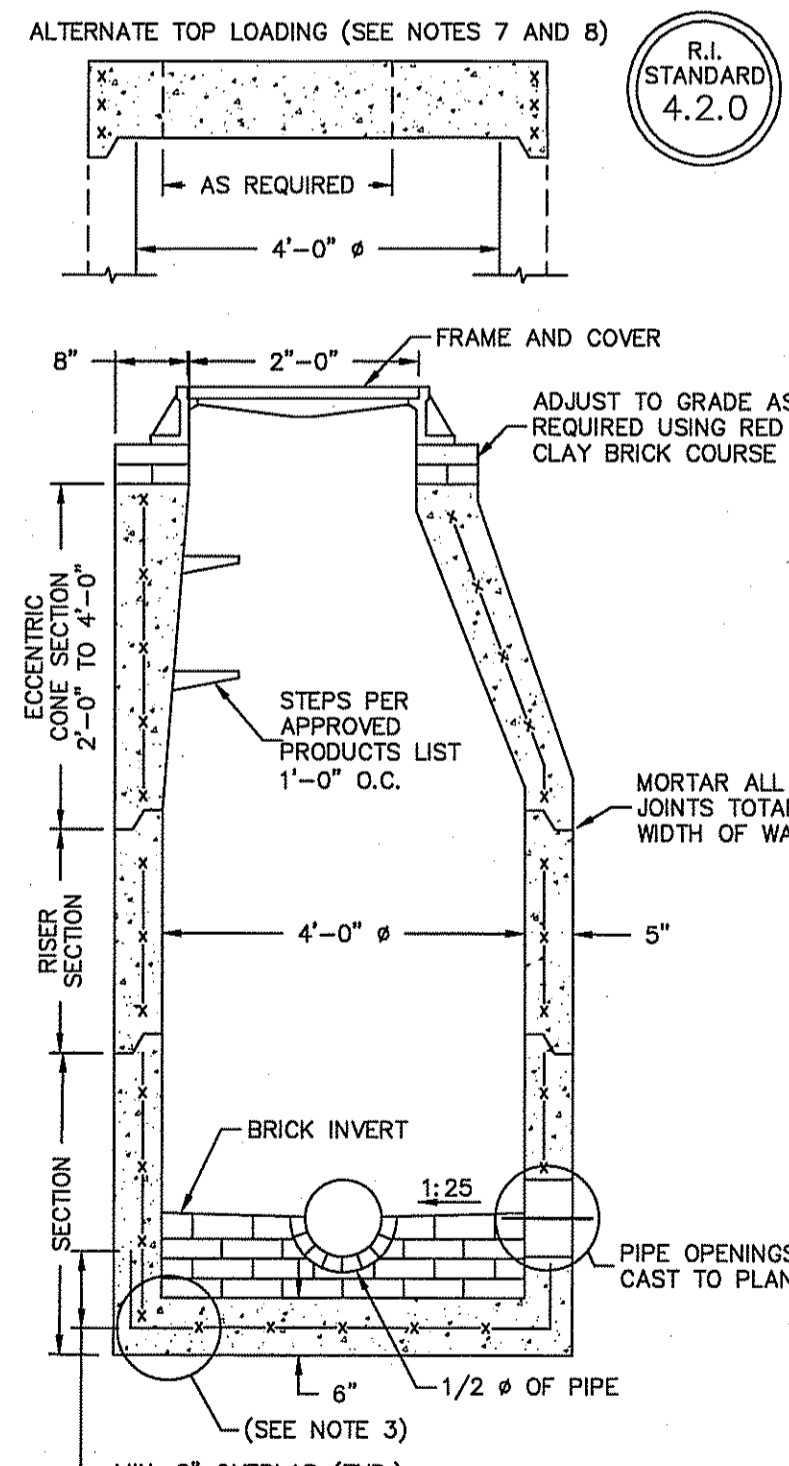 ALTERNATE TOP LOADING (SEE NOTES 7 AND 8)
R.I.
STANDARD
4.2.0
AS REQUIRED
4'-0" ø
FRAME AND COVER
8"
2"-0"
ADJUST TO GRADE AS
REQUIRED USING RED
CLAY BRICK COURSE
ECCENTRIC
CONE SECTION
2'-0" TO 4'-0"
STEPS PER
APPROVED
PRODUCTS LIST
1'-0" O.C.
MORTAR ALL
JOINTS
WIDTH OF
RISER
SECTION
4'-0" ø
5"
SECTION
BRICK INVERT
1:25
PIPE OPENINGS
CAST TO
6"
1/2 ø OF PIPE
(SEE NOTE 3)